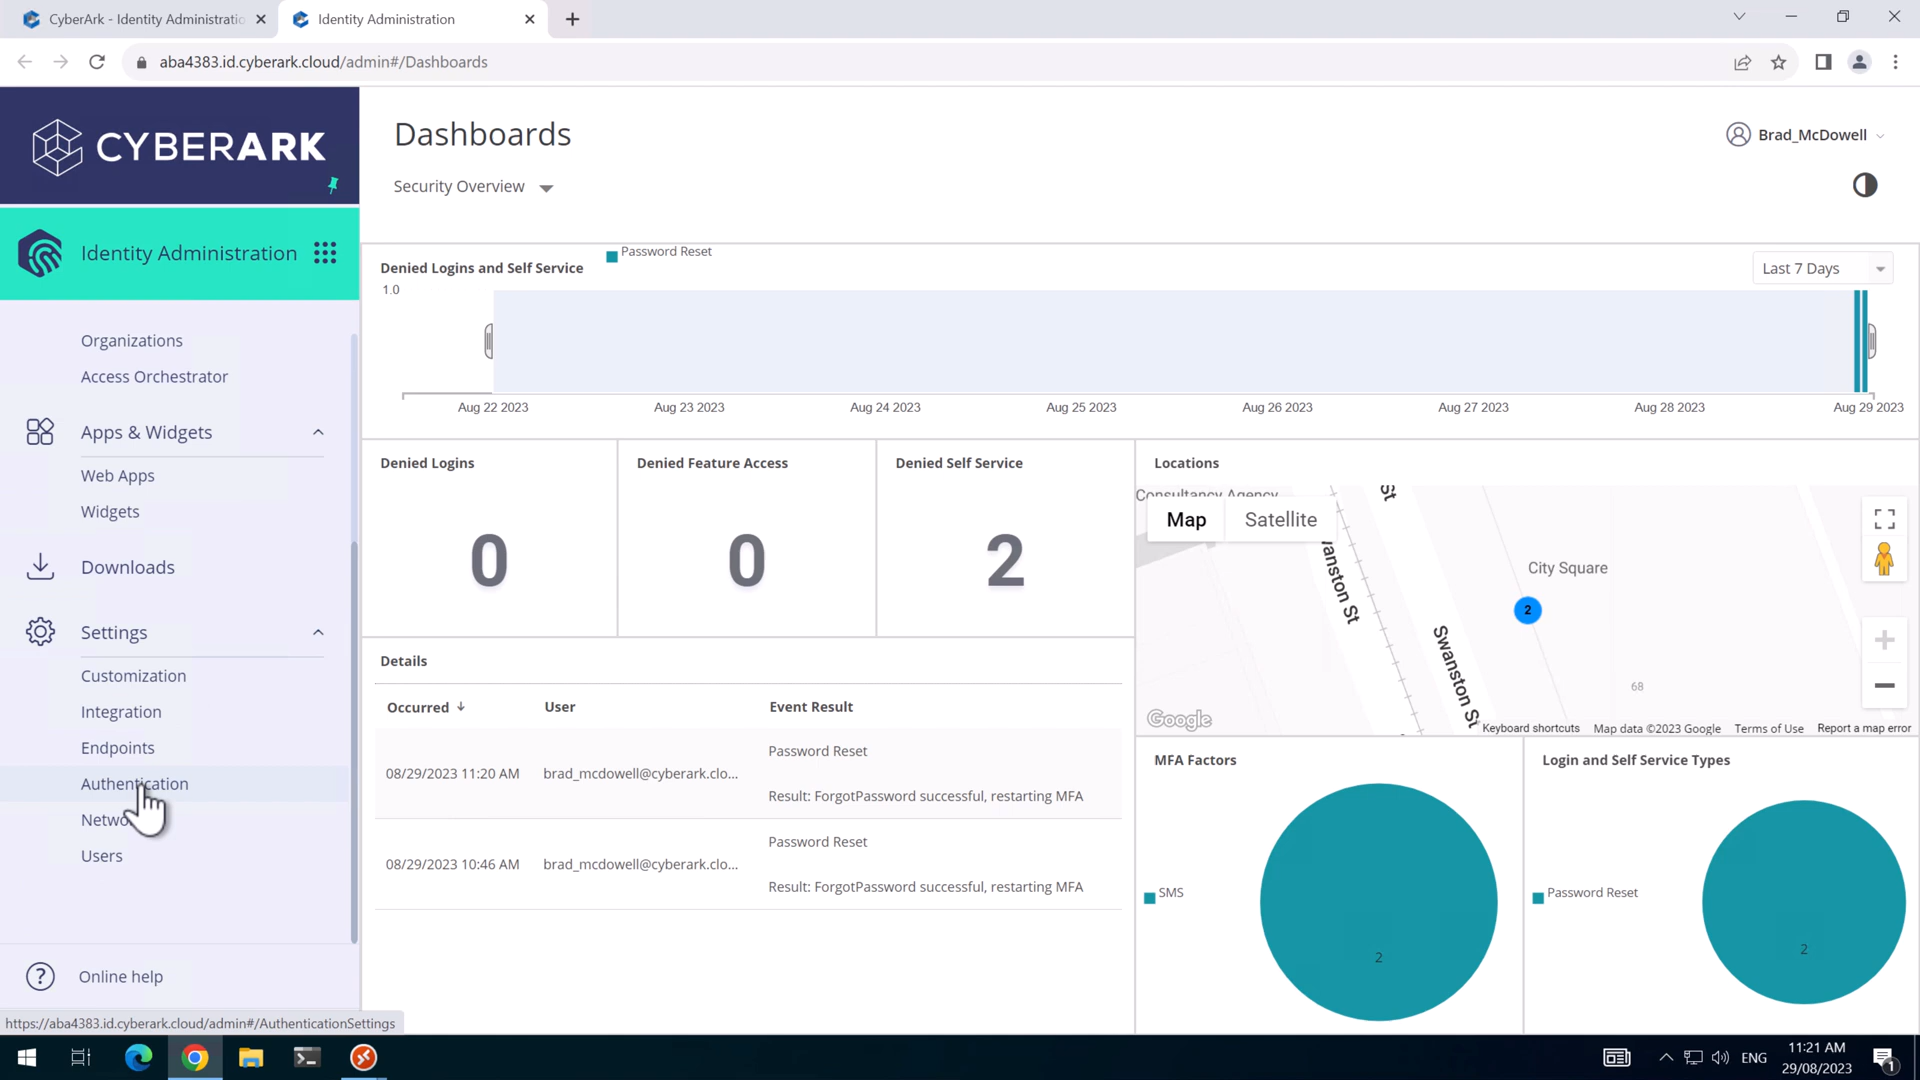 CyberArk - Identity Administratio
Identity Administration
aba4383.id.cyberark.cloud/admin#/Dashboards
CYBERARK
Identity Administration
Organizations
Access Orchestrator
Apps & Widgets
Web Apps
Widgets
Downloads
Settings
Customization
Integration
Endpoints
Authentication
Netwo
Users
Online help
https://aba4383.id.cyberark.cloud/admin#/AuthenticationSettings
Dashboards
Brad_McDowell
Security Overview
Denied Logins and Self Service
Password Reset
Last 7 Days
1.0
Aug 22 2023
Aug 23 2023
Aug 24 2023
Aug 25 2023
Aug 26 2023
Aug 27 2023
Aug 28 2023
Aug 29 2023
Denied Logins
0
Denied Feature Access
0
Denied Self Service
2
Locations
Consultancy Agency
Map
Satellite
St
wanston St
Swanston St
City Square
2
68
Google
Keyboard shortcuts
Map data ©2023 Google
Terms of Use
Report a map error
Details
Occurred
User
Event Result
08/29/2023 11:20 AM
brad_mcdowell@cyberark.clo...
Password Reset
Result: ForgotPassword successful, restarting MFA
08/29/2023 10:46 AM
brad_mcdowell@cyberark.clo...
Password Reset
Result: ForgotPassword successful, restarting MFA
MFA Factors
SMS
2
Login and Self Service Types
Password Reset
2
ENG
11:21 AM
29/08/2023
1